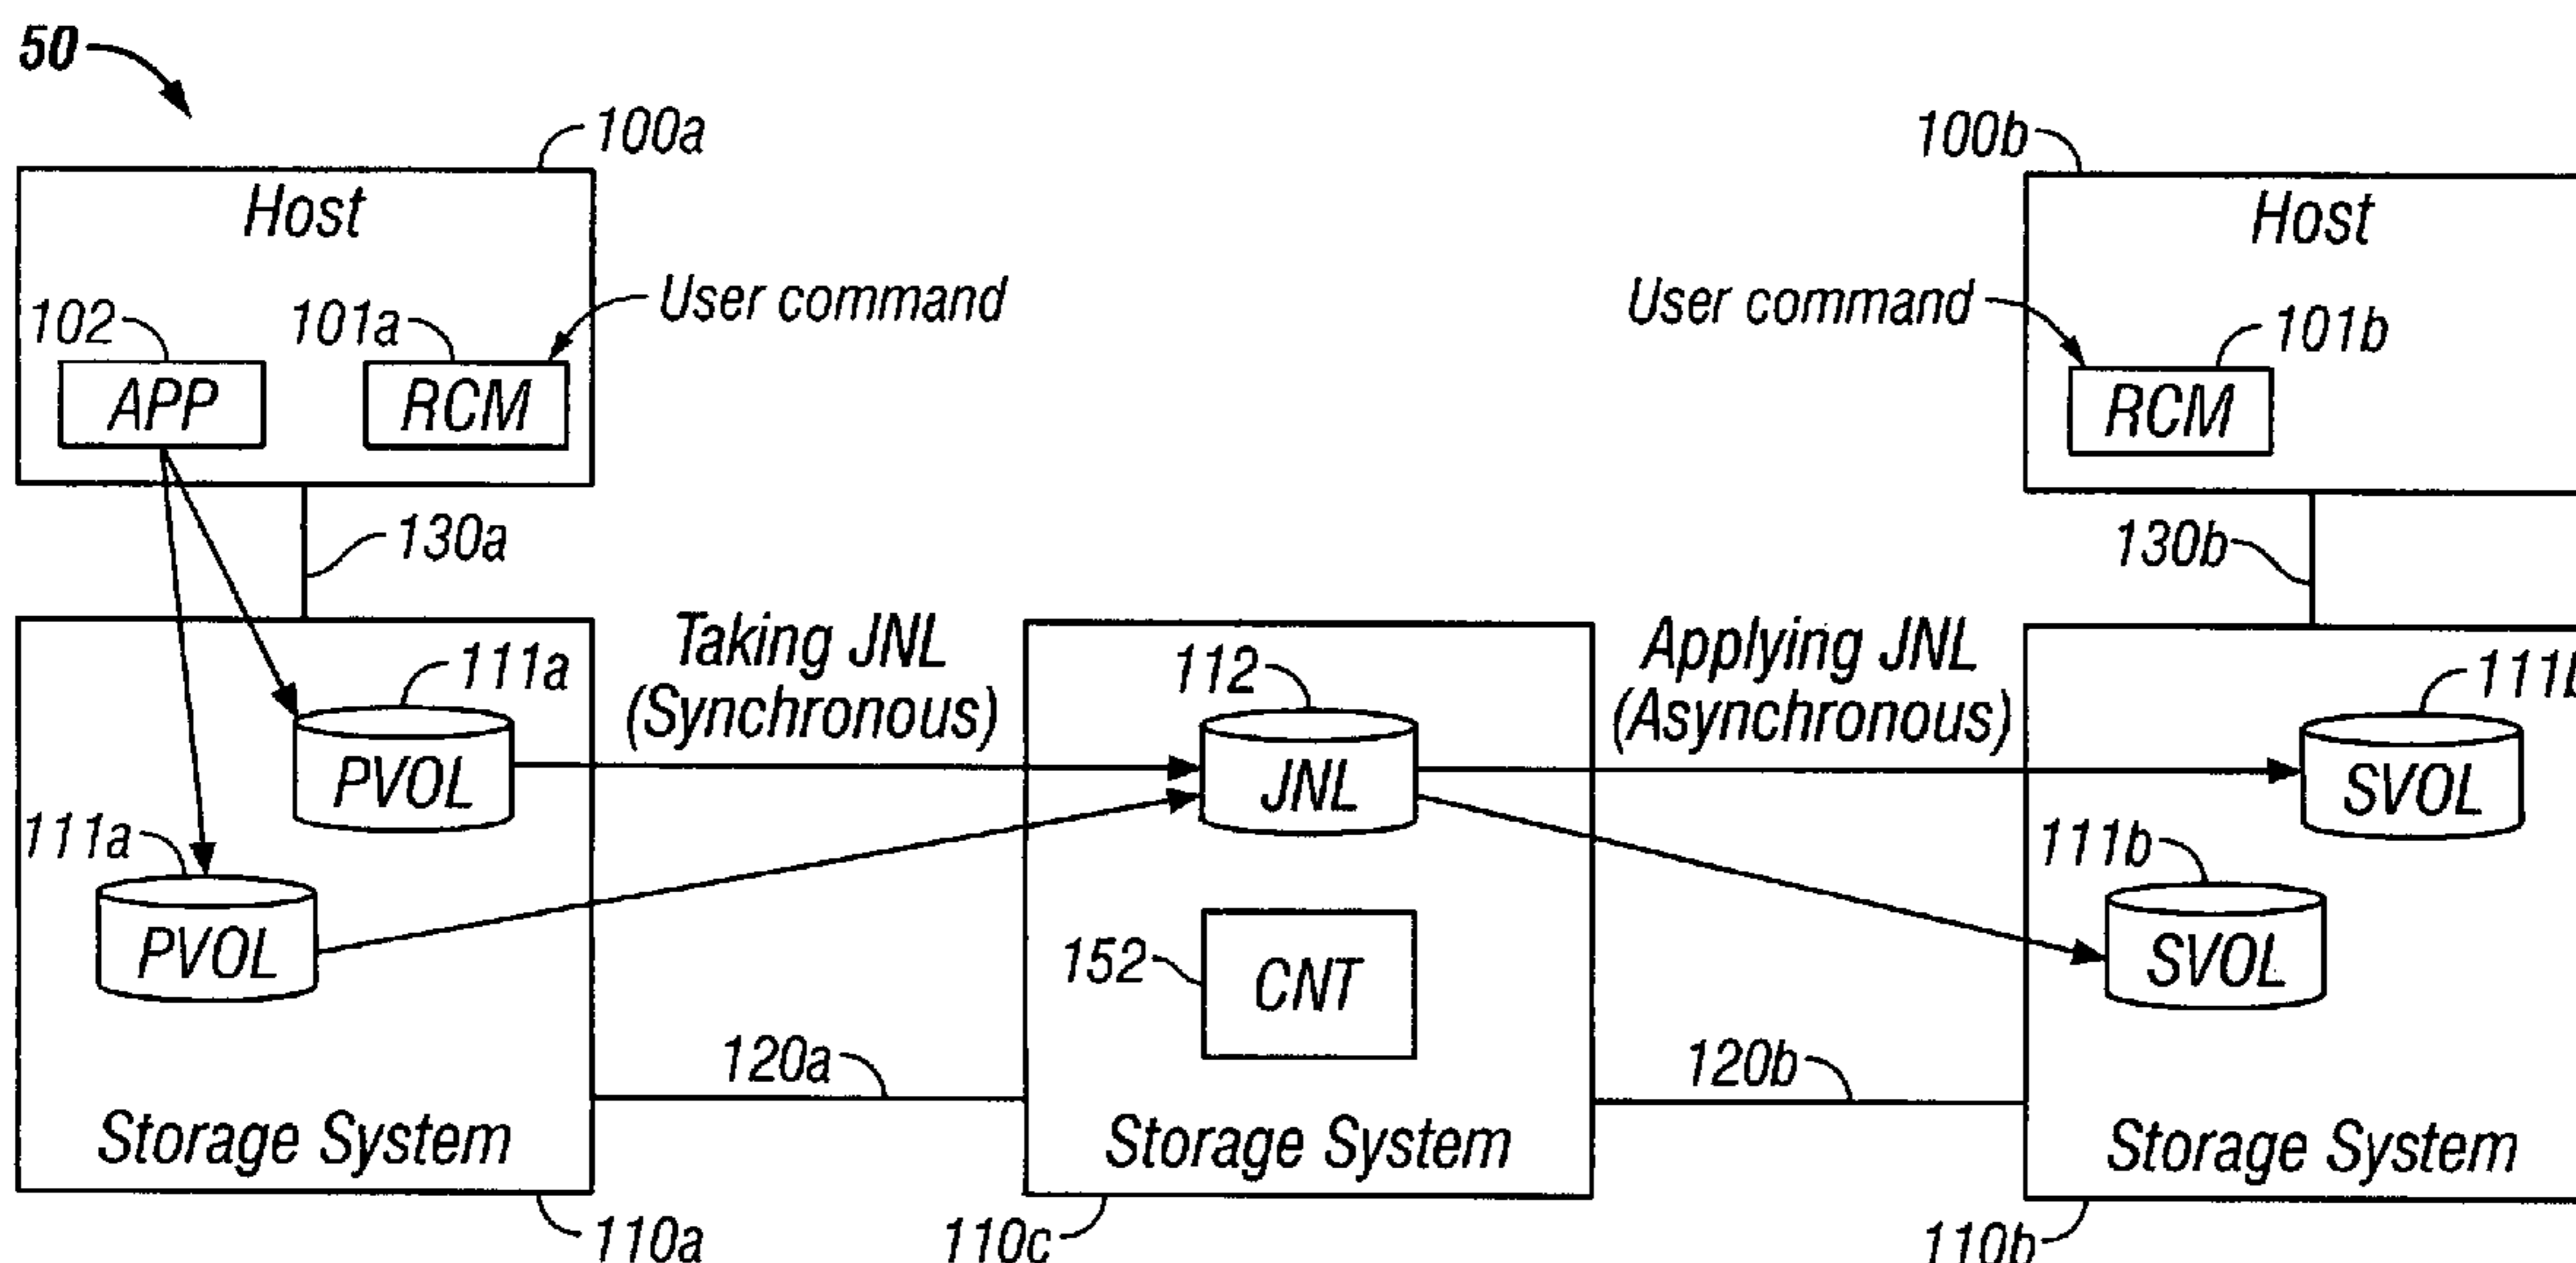 50
100a
100b
Host
Host
User command
User command
102
101a
101b
APP
RCM
RCM
130a
130b
Taking JNL
(Synchronous)
Applying JNL
(Asynchronous)
111a
112
111b
PVOL
JNL
SVOL
111a
111b
PVOL
152
CNT
SVOL
120a
120b
Storage System
Storage System
Storage System
110a
110c
110b